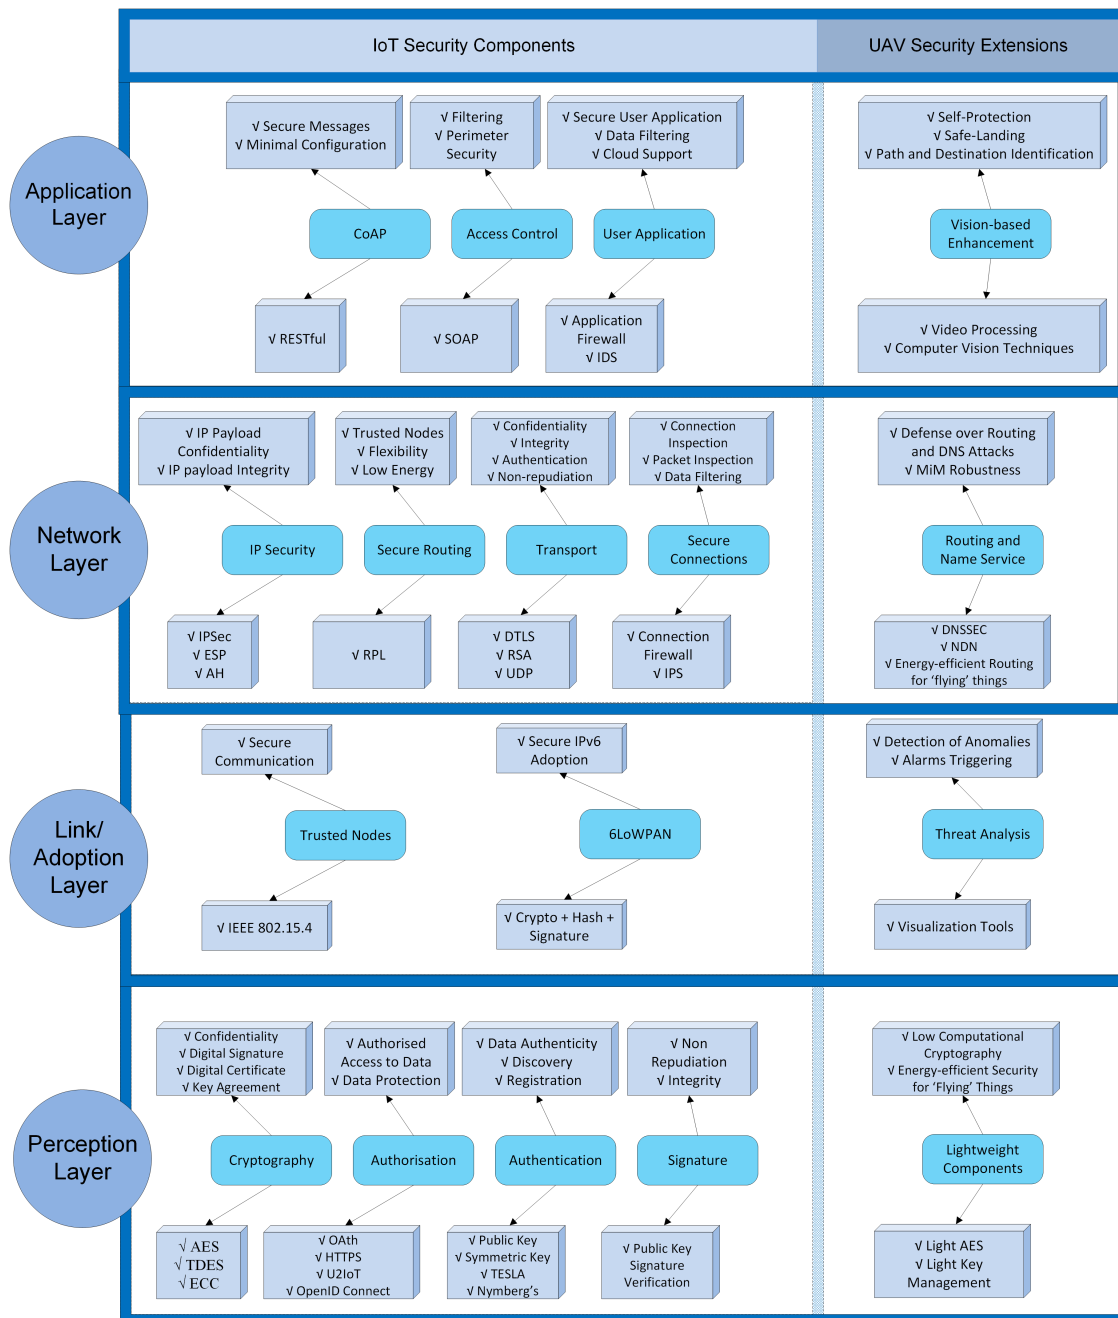 IoT Security Components
UAV Security Extensions
Application
Layer
√ Secure Messages
√ Minimal Configuration
√ Filtering
√ Perimeter
Security
√ Secure User Application
√ Data Filtering
√ Cloud Support
√ Self-Protection
√ Safe-Landing
√ Path and Destination Identification
CoAP
Access Control
User Application
Vision-based
Enhancement
√ RESTful
√ SOAP
√ Application
Firewall
√ IDS
√ Video Processing
√ Computer Vision Techniques
Network
Layer
√ IP Payload
Confidentiality
√ IP payload Integrity
√ Trusted Nodes
√ Flexibility
√ Low Energy
√ Confidentiality
√ Integrity
√ Authentication
√ Non-repudiation
√ Connection
Inspection
√ Packet Inspection
√ Data Filtering
√ Defense over Routing
and DNS Attacks
√ MiM Robustness
IP Security
Secure Routing
Transport
Secure
Connections
Routing and
Name Service
√ IPSec
√ ESP
√ AH
√ RPL
√ DTLS
√ RSA
√ UDP
√ Connection
Firewall
√ IPS
√ DNSSEC
√ NDN
√ Energy-efficient Routing
for ‘flying’ things
Link/
Adoption
Layer
√ Secure
Communication
√ Secure IPv6
Adoption
√ Detection of Anomalies
√ Alarms Triggering
Trusted Nodes
6LoWPAN
Threat Analysis
√ IEEE 802.15.4
√ Crypto + Hash +
Signature
√ Visualization Tools
Perception
Layer
√ Confidentiality
√ Digital Signature
√ Digital Certificate
√ Key Agreement
√ Authorised
Access to Data
√ Data Protection
√ Data Authenticity
√ Discovery
√ Registration
√ Non
Repudiation
√ Integrity
√ Low Computational
Cryptography
√ Energy-efficient Security
for ‘Flying’ Things
Cryptography
Authorisation
Authentication
Signature
Lightweight
Components
√ AES
√ TDES
√ ECC
√ OAth
√ HTTPS
√ U2IoT
√ OpenID Connect
√ Public Key
√ Symmetric Key
√ TESLA
√ Nymberg’s
√ Public Key
Signature
Verification
√ Light AES
√ Light Key
Management